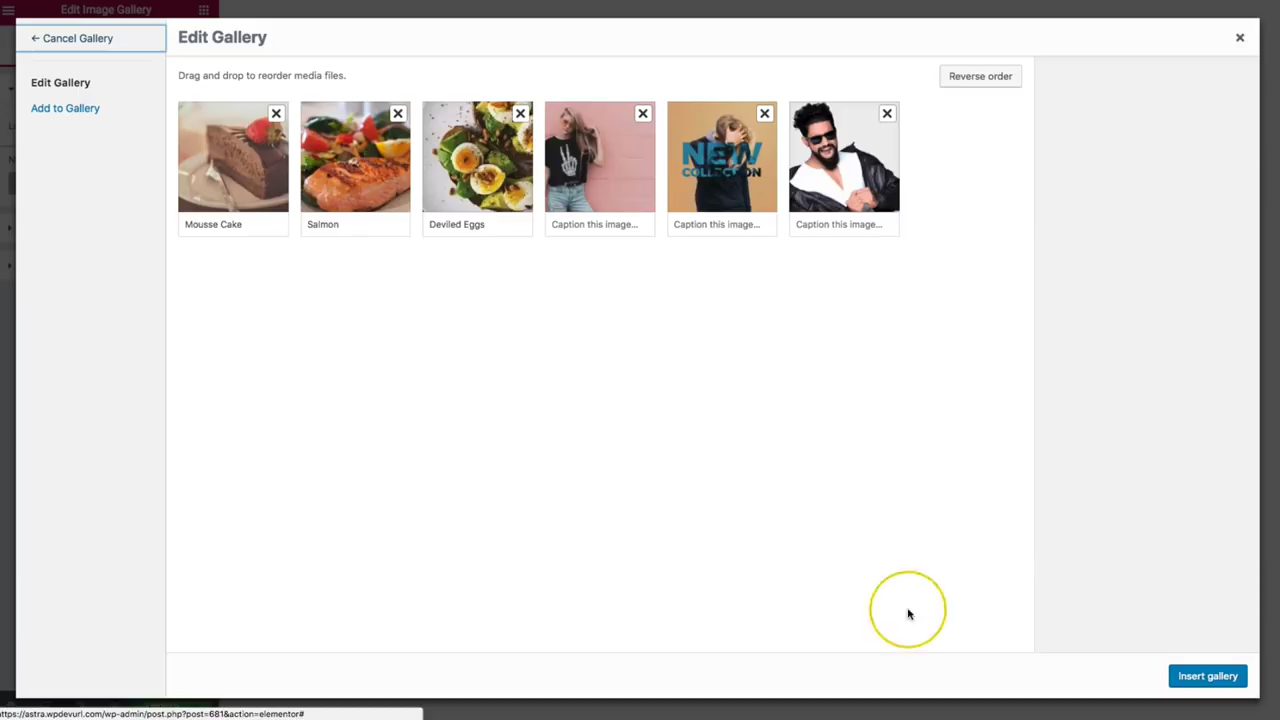 Edit Image Gallery
← Cancel Gallery
Edit Gallery
Edit Gallery
Add to Gallery
Drag and drop to reorder media files.
Reverse order
NEW
COLLECTION
Mousse Cake
Salmon
Deviled Eggs
Caption this image...
Caption this image...
Caption this image...
Insert gallery
https://astra.wpdevurl.com/wp-admin/post.php?post=681&action=elementor#